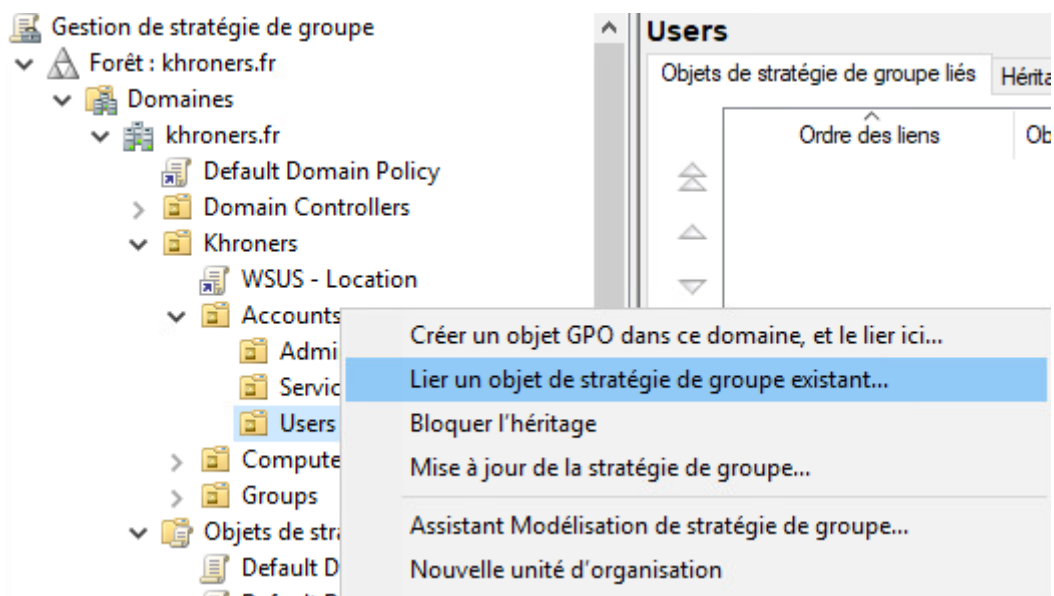 Gestion de stratégie de groupe
Forêt : khroners.fr
Domaines
khroners.fr
Default Domain Policy
Domain Controllers
Khroners
WSUS - Location
Accounts
Users
Groups
Objets de
Default
Users
Objets de stratégie de groupe liés
Ordre des liens
Créer un objet GPO dans ce domaine, et le lier ici...
Lier un objet de stratégie de groupe existant...
Bloquer l'héritage
Mise à jour de la stratégie de groupe...
Assistant Modélisation de stratégie de groupe...
Nouvelle unité d'organisation